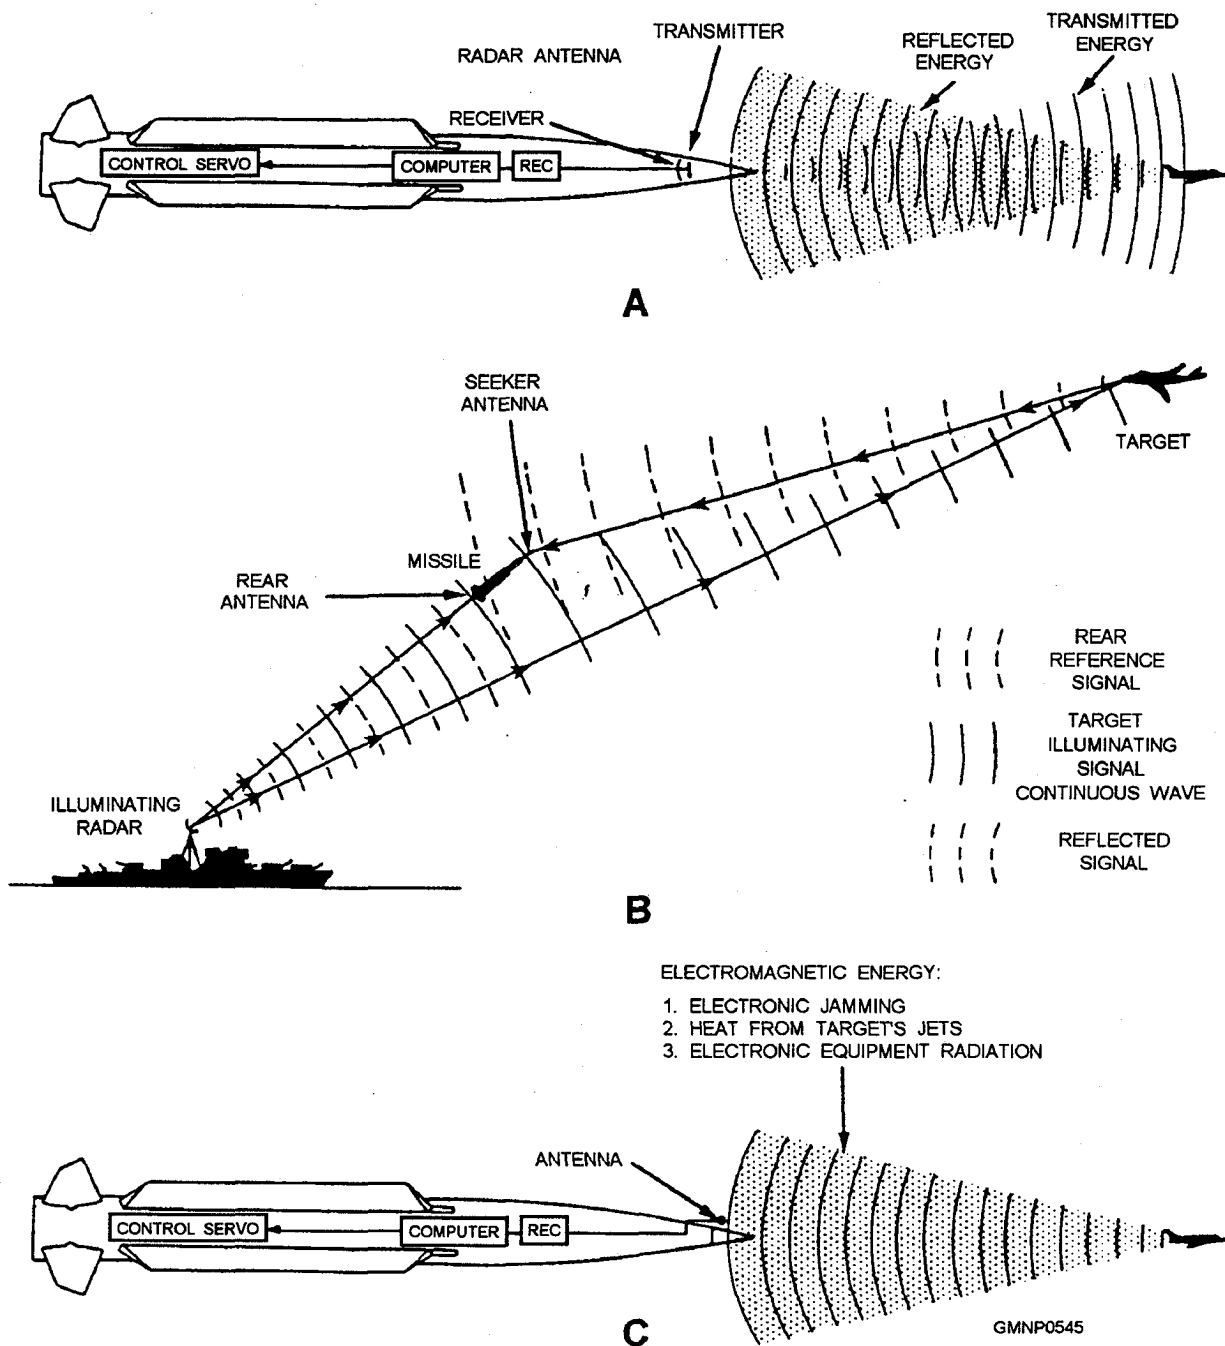 RADAR ANTENNA
TRANSMITTER
REFLECTED
ENERGY
TRANSMITTED
ENERGY
RECEIVER
CONTROL SERVO
COMPUTER
REC
A
SEEKER
ANTENNA
TARGET
MISSILE
REAR
ANTENNA
ILLUMINATING
RADAR
REAR
REFERENCE
SIGNAL
TARGET
ILLUMINATING
SIGNAL
CONTINUOUS WAVE
REFLECTED
SIGNAL
B
ELECTROMAGNETIC ENERGY:
1. ELECTRONIC JAMMING
2. HEAT FROM TARGET'S JETS
3. ELECTRONIC EQUIPMENT RADIATION
ANTENNA
CONTROL SERVO
COMPUTER
REC
C
GMNP0545